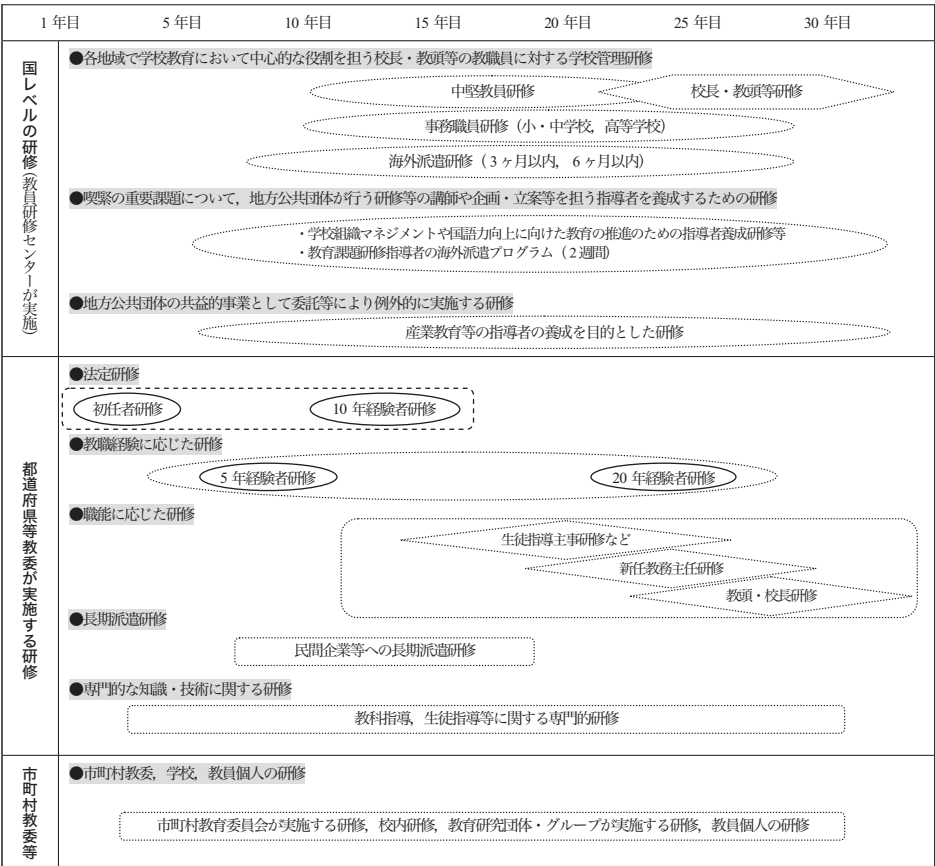 1 年目 5 年目 10 年目 15 年目 20 年目 25 年目 30 年目
国レベルの研修(教員研修センターが実施)
●各地域で学校教育において中心的な役割を担う校長・教頭等の教職員に対する学校管理研修
中堅教員研修 校長・教頭等研修
事務職員研修(小・中学校,高等学校)
海外派遣研修(3ヶ月以内,6ヶ月以内)
●喫緊の重要課題について,地方公共団体が行う研修等の講師や企画・立案等を担う指導者を養成するための研修
・学校組織マネジメントや国語力向上に向けた教育の推進のための指導者養成研修等
・教育課題研修指導者の海外派遣プログラム(2週間)
●地方公共団体の共益的事業として委託等により例外的に実施する研修
産業教育等の指導者の養成を目的とした研修
都道府県等教委が実施する研修
●法定研修
初任者研修 10 年経験者研修
●教職経験に応じた研修
5 年経験者研修 20 年経験者研修
●職能に応じた研修
生徒指導主事研修など
新任教務主任研修
教頭・校長研修
●長期派遣研修
民間企業等への長期派遣研修
●専門的な知識・技術に関する研修
教科指導,生徒指導等に関する専門的研修
市町村教委等
●市町村教委,学校,教員個人の研修
市町村教育委員会が実施する研修,校内研修,教育研究団体・グループが実施する研修,教員個人の研修